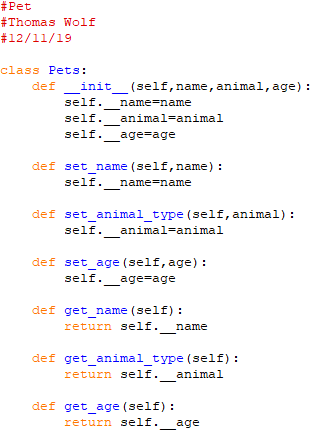 #Pet
#Thomas Wolf
#12/11/19
class Pets:
    def __init__(self,name,animal,age):
        self.__name=name
        self.__animal=animal
        self.__age=age
    def set_name(self,name):
        self.__name=name
    def set_animal_type(self,animal):
        self.__animal=animal
    def set_age(self,age):
        self.__age=age
    def get_name(self):
        return self.__name
    def get_animal_type(self):
        return self.__animal
    def get_age(self):
        return self.__age